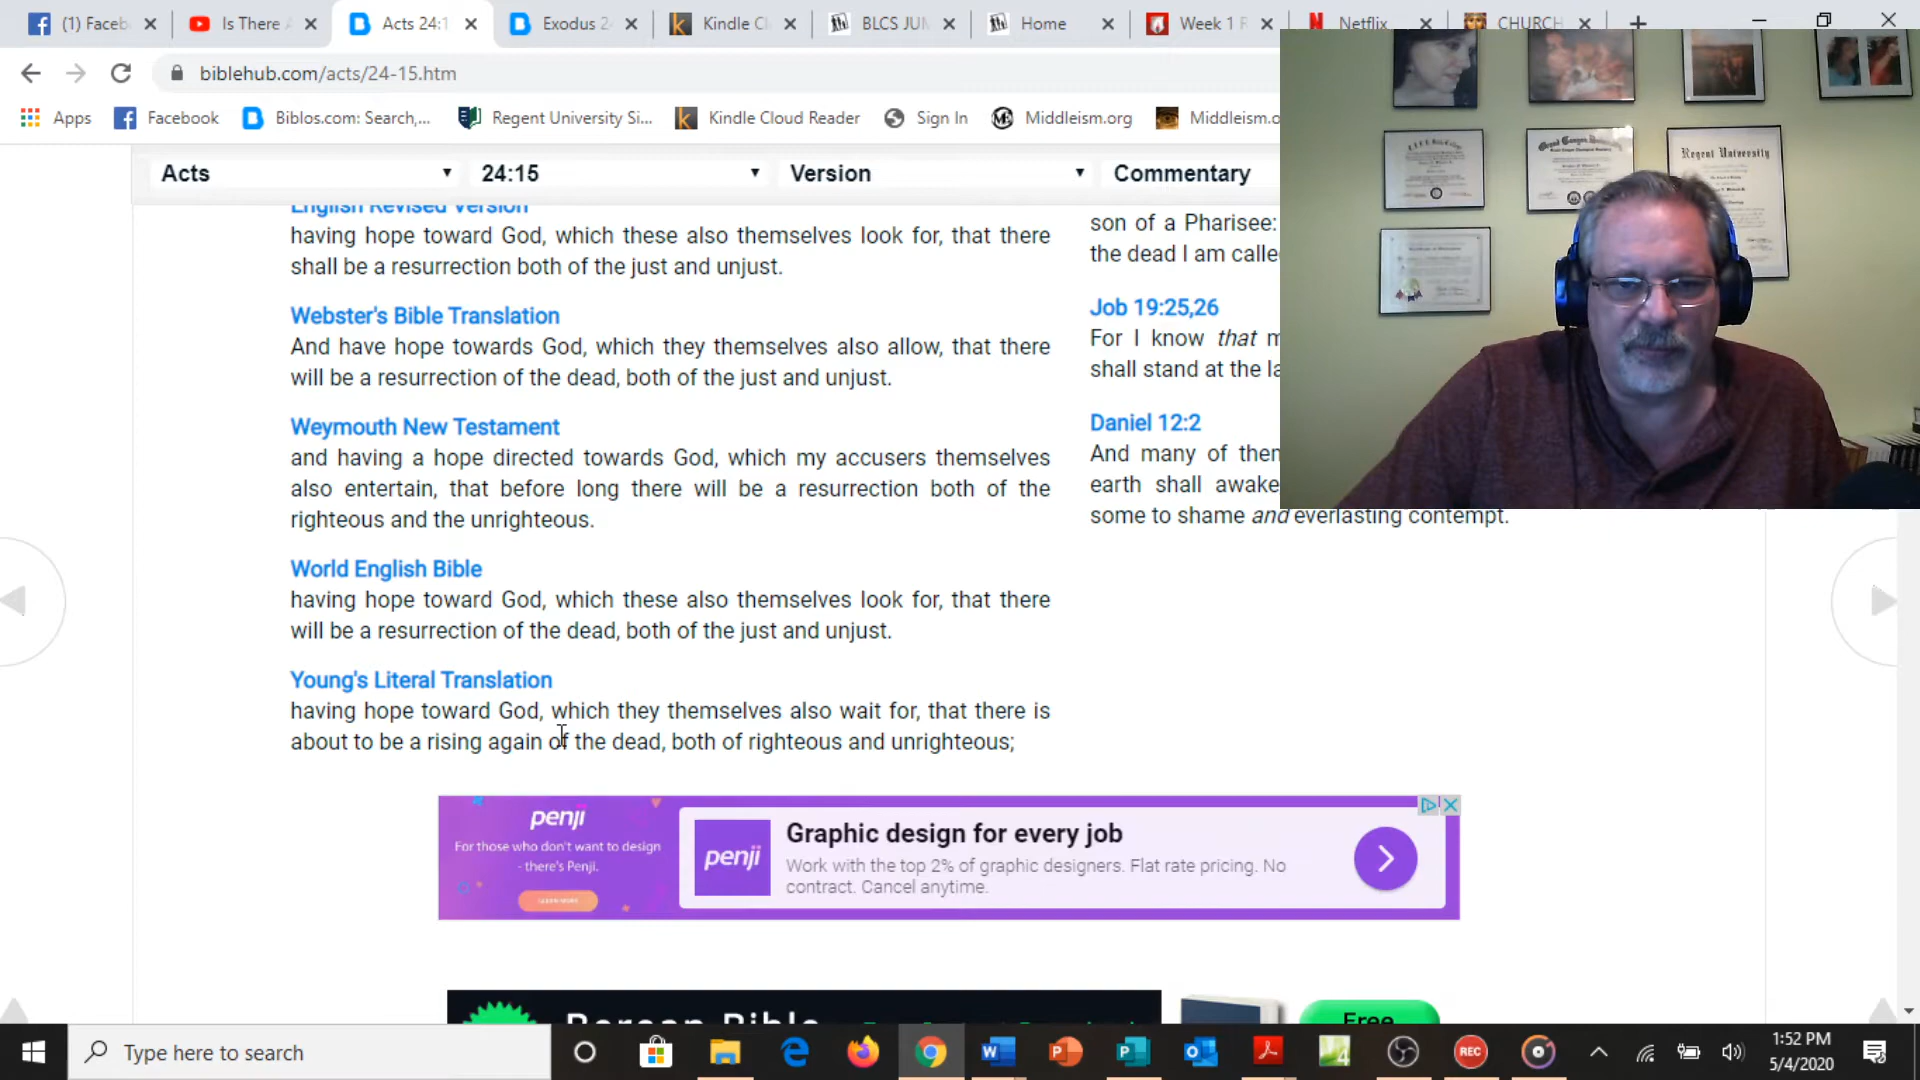 (1) Faceb
Is There A
Acts 24:1
Exodus 24
Kindle Cl
BLCS JUM
Home
Week 1 R
Netflix
CHURCH
biblehub.com/acts/24-15.htm
Apps
Facebook
Biblos.com: Search,...
Regent University Si...
Kindle Cloud Reader
Sign In
Middleism.org
Middleism.o
Acts
24:15
Version
Commentary
English Revised Version
having hope toward God, which these also themselves look for, that there
shall be a resurrection both of the just and unjust.
Webster's Bible Translation
And have hope towards God, which they themselves also allow, that there
will be a resurrection of the dead, both of the just and unjust.
Weymouth New Testament
and having a hope directed towards God, which my accusers themselves
also entertain, that before long there will be a resurrection both of the
righteous and the unrighteous.
World English Bible
having hope toward God, which these also themselves look for, that there
will be a resurrection of the dead, both of the just and unjust.
Young's Literal Translation
having hope toward God, which they themselves also wait for, that there is
about to be a rising again of the dead, both of righteous and unrighteous;
son of a Pharisee:
the dead I am calle
Job 19:25,26
For I know that m
shall stand at the la
Daniel 12:2
And many of then
earth shall awake
some to shame and everlasting contempt.
Regent University
penji
For those who don't want to design
- there's Penji.
LEARN MORE
penji
Graphic design for every job
Work with the top 2% of graphic designers. Flat rate pricing. No
contract. Cancel anytime.
Berean Bible
Free
Type here to search
REC
1:52 PM
5/4/2020